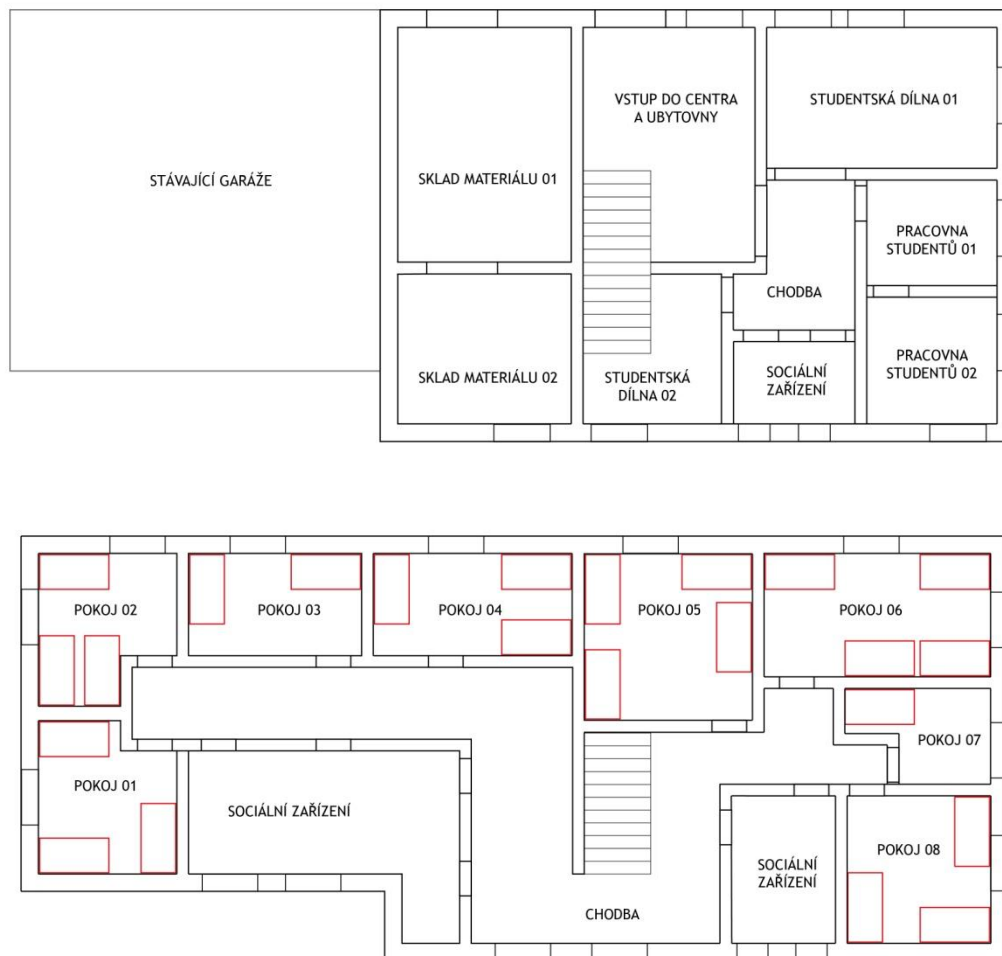 VSTUP DO CENTRA
A UBYTOVNY
STUDENTSKÁ DÍLNA 01
STÁVAJÍCÍ GARÁŽE
SKLAD MATERIÁLU 01
PRACOVNA
STUDENTŮ 01
CHODBA
SKLAD MATERIÁLU 02
STUDENTSKÁ
DÍLNA 02
SOCIÁLNÍ
ZAŘÍZENÍ
PRACOVNA
STUDENTŮ 02
POKOJ 02
POKOJ 03
POKOJ 04
POKOJ 05
POKOJ 06
POKOJ 07
POKOJ 01
SOCIÁLNÍ ZAŘÍZENÍ
POKOJ 08
SOCIÁLNÍ
ZAŘÍZENÍ
CHODBA